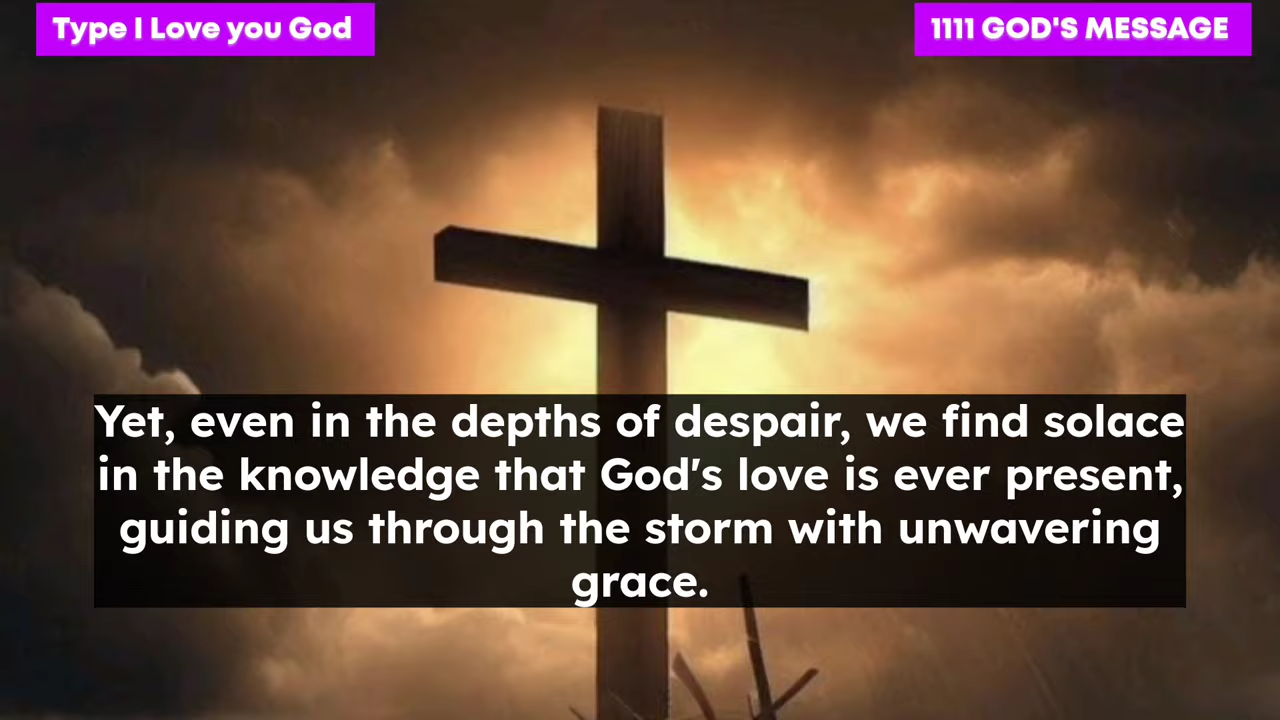 Type I Love you God
1111 GOD'S MESSAGE
Yet, even in the depths of despair, we find solace
in the knowledge that God's love is ever present,
guiding us through the storm with unwavering
grace.